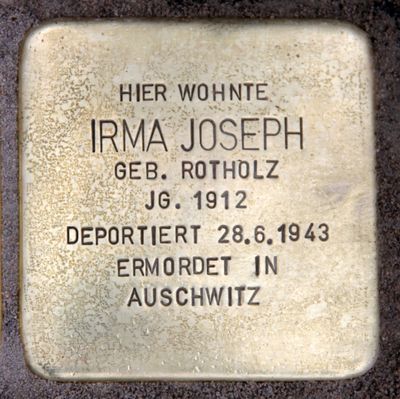 HIER WOHNTE
IRMA JOSEPH
GEB. ROTHOLZ
JG. 1912
DEPORTIERT 28.6.1943
ERMORDET IN
AUSCHWITZ